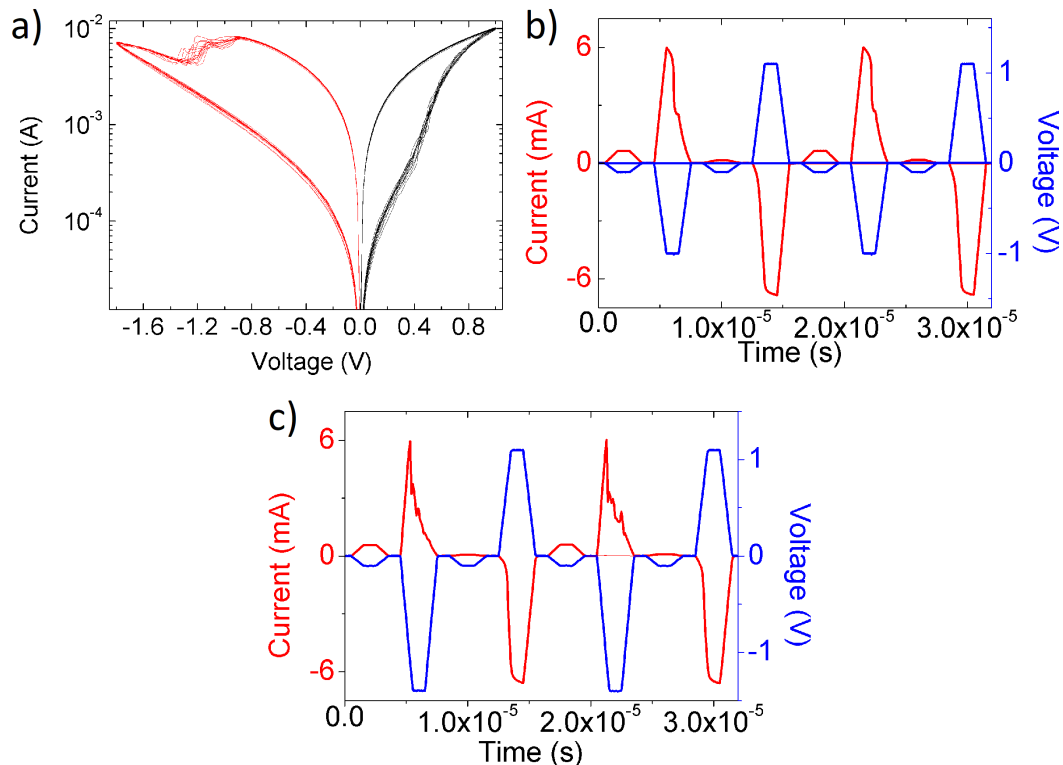 a)
Current (A)
10⁻²
10⁻³
10⁻⁴
-1.6 -1.2 -0.8 -0.4 0.0 0.4 0.8
Voltage (V)
b)
Current (mA)
6
0
-6
1
0
-1
Voltage (V)
0.0 1.0x10⁻⁵ 2.0x10⁻⁵ 3.0x10⁻⁵
Time (s)
c)
Current (mA)
6
0
-6
1
0
-1
Voltage (V)
0.0 1.0x10⁻⁵ 2.0x10⁻⁵ 3.0x10⁻⁵
Time (s)